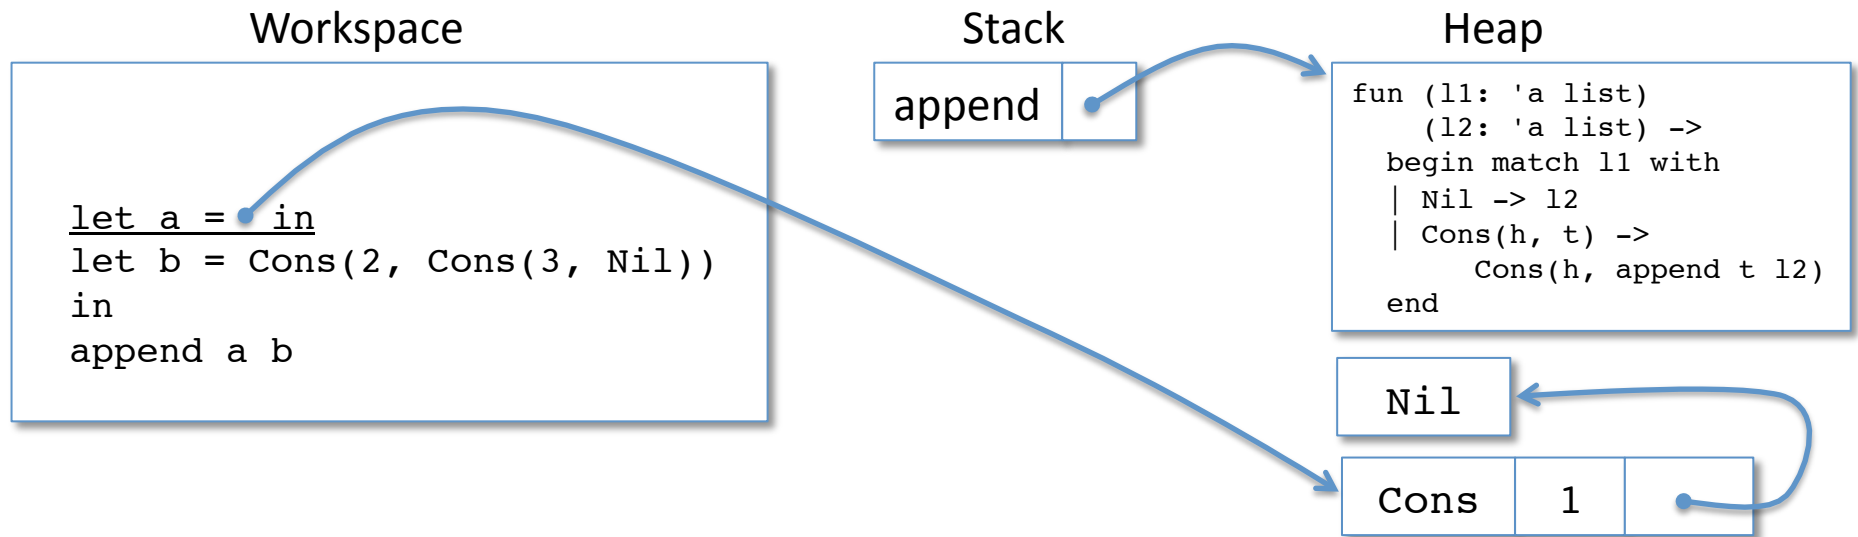 Workspace
Stack
Heap
let a = in
let b = Cons(2, Cons(3, Nil))
in
append a b
append
fun (l1: 'a list)
(l2: 'a list) ->
begin match l1 with
| Nil -> l2
| Cons(h, t) ->
Cons(h, append t l2)
end
Nil
Cons 1